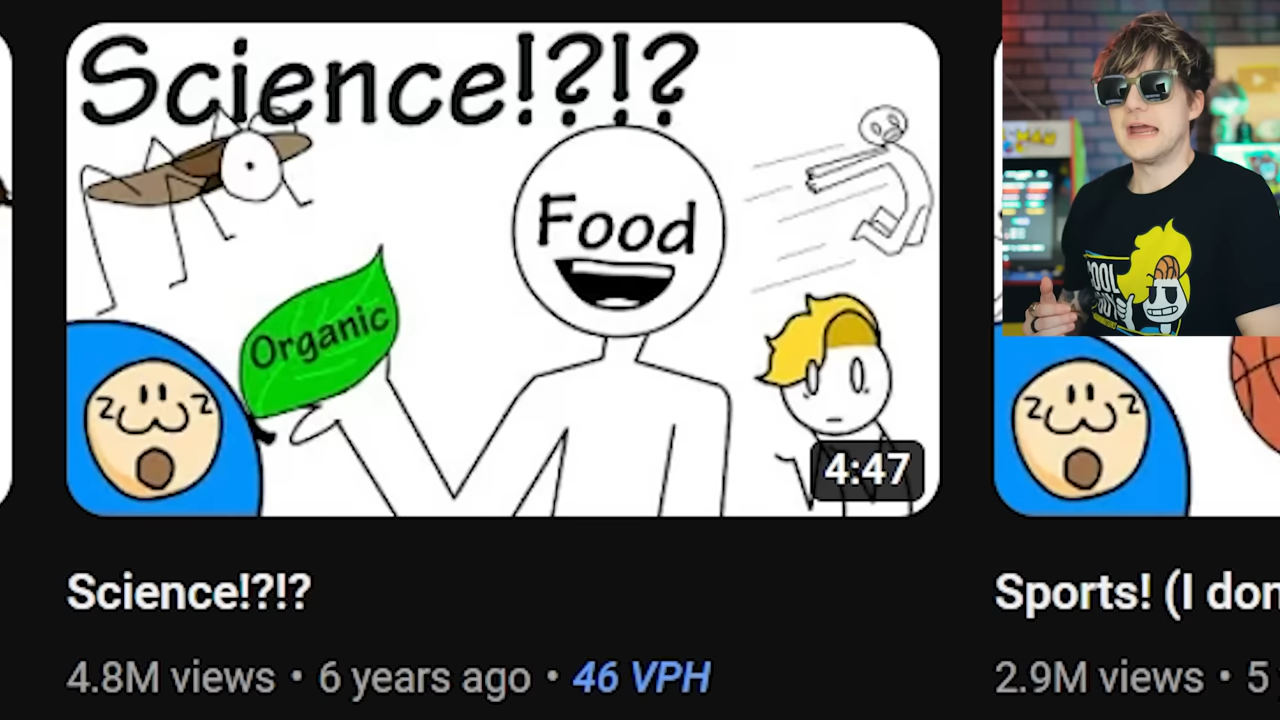 Science!?!?
Food
Organic
z z
4:47
z z
Science!?!?
4.8M views • 6 years ago • 46 VPH
Sports! (I don
2.9M views • 5